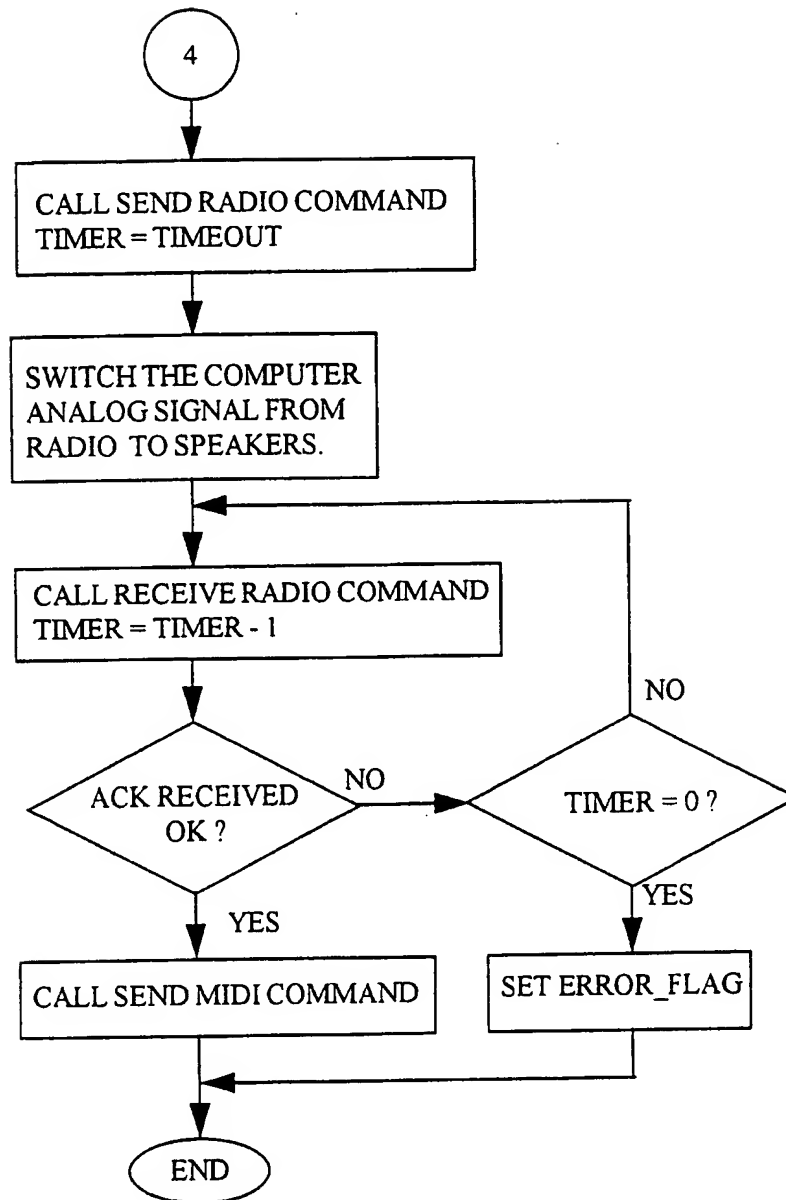 4
CALL SEND RADIO COMMAND
TIMER = TIMEOUT
SWITCH THE COMPUTER
ANALOG SIGNAL FROM
RADIO TO SPEAKERS.
CALL RECEIVE RADIO COMMAND
TIMER = TIMER - 1
NO
ACK RECEIVED
OK ?
NO
TIMER = 0 ?
YES
YES
CALL SEND MIDI COMMAND
SET ERROR_FLAG
END